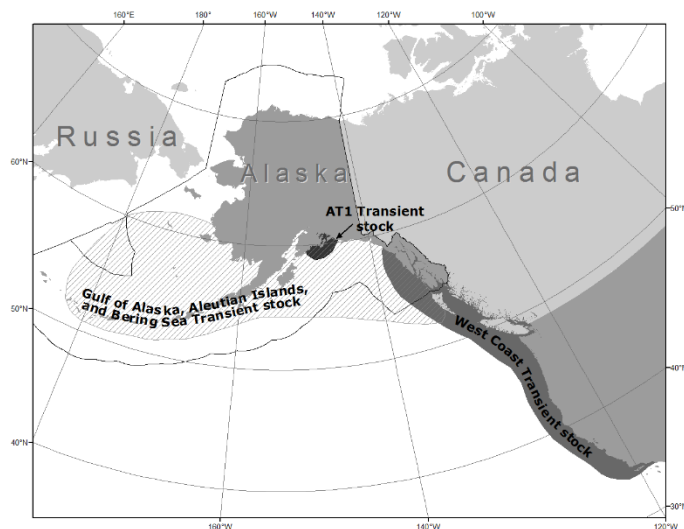 160°E
180°
160°W
140°W
120°W
100°W
Russia
Alaska
Canada
60°N
AT1 Transient
stock
50°N
50°N
Gulf of Alaska, Aleutian Islands,
and Bering Sea Transient stock
West Coast Transient stock
40°N
40°N
30°N
160°W
140°W
120°W